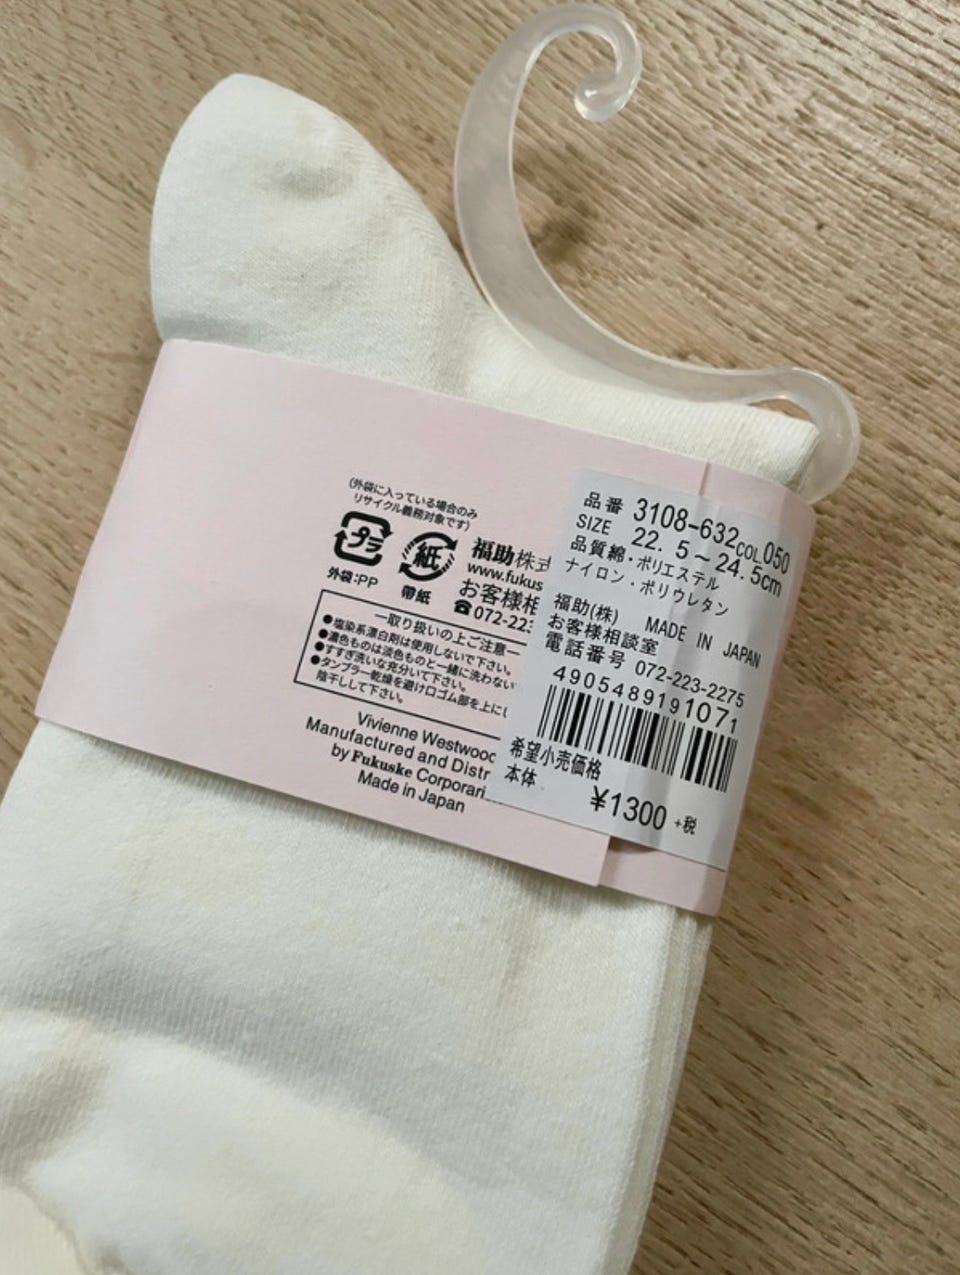 (外袋に入っている場合のみ
リサイクル義務対象です)
プラ
紙
外袋:PP
帯紙
福助株式
www.fukus
お客様相
☎072-22
一取り扱いの上ご注意一
●塩素系漂白剤は使用しないで下さい。
●濃色ものは淡色ものと一緒に洗わない
●すすぎ洗いな充分いて下さい。
●タンブラー乾燥を避け口ゴム部を上にし
陰干しして下さい。
Vivienne Westwood
Manufactured and Distr
by Fukuske Corporati
Made in Japan
品番 3108-632 COL.050
SIZE 22.5～24.5cm
品質 綿・ポリエステル
ナイロン・ポリウレタン
福助(株) MADE IN JAPAN
お客様相談室
電話番号 072-223-2275
4905489191071
希望小売価格
本体
¥1300 +税